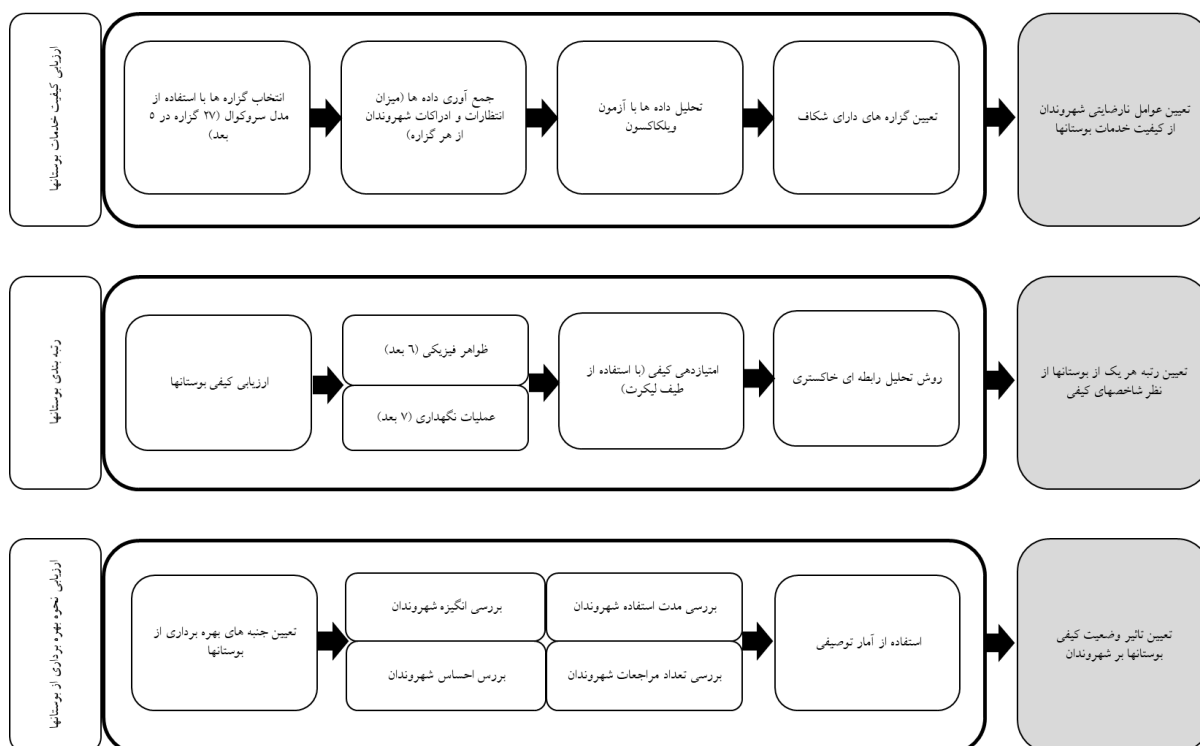 ارزیابی کیفیت خدمات بوستانها
انتخاب گزاره ها با استفاده از
مدل سروکوال (۲۷ گزاره در ۵
بعد)
جمع آوری داده ها (میزان
انتظارات و ادراکات شهروندان
از هر گزاره)
تحلیل داده ها با آزمون
ویلکاکسون
تعیین گزاره های دارای شکاف
تعیین عوامل نارضایتی شهروندان
از کیفیت خدمات بوستانها
رتبه بندی بوستانها
ارزیابی کیفی بوستانها
ظواهر فیزیکی (۶ بعد)
عملیات نگهداری (۷ بعد)
امتیازدهی کیفی (با استفاده از
طیف لیکرت)
روش تحلیل رابطه ای خاکستری
تعیین رتبه هر یک از بوستانها از
نظر شاخصهای کیفی
ارزیابی نحوه بهره برداری از بوستانها
تعیین جنبه های بهره برداری از
بوستانها
بررسی انگیزه شهروندان
بررس احساس شهروندان
بررسی مدت استفاده شهروندان
بررسی تعداد مراجعات شهروندان
استفاده از آمار توصیفی
تعیین تاثیر وضعیت کیفی
بوستانها بر شهروندان